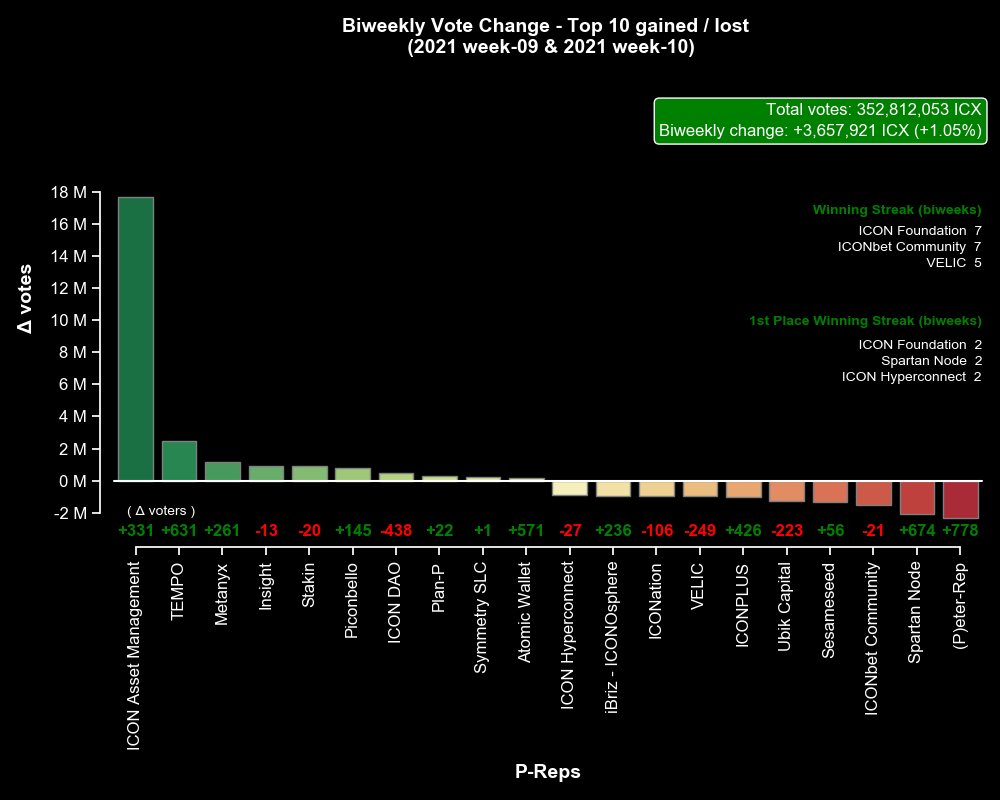 Biweekly Vote Change - Top 10 gained / lost
(2021 week-09 & 2021 week-10)
Total votes: 352,812,053 ICX
Biweekly change: +3,657,921 ICX (+1.05%)
Winning Streak (biweeks)
ICON Foundation 7
ICONbet Community 7
VELIC 5
1st Place Winning Streak (biweeks)
ICON Foundation 2
Spartan Node 2
ICON Hyperconnect 2
Δ votes
18 M
16 M
14 M
12 M
10 M
8 M
6 M
4 M
2 M
0 M
-2 M
( Δ voters )
+331 +631 +261 -13 -20 +145 -438 +22 +1 +571 -27 +236 -106 -249 +426 -223 +56 -21 +674 +778
ICON Asset Management
TEMPO
Metanyx
Insight
Stakin
Piconbello
ICON DAO
Plan-P
Symmetry SLC
Atomic Wallet
ICON Hyperconnect
iBriz - ICONOsphere
ICONation
VELIC
ICONPLUS
Ubik Capital
Sesameseed
ICONbet Community
Spartan Node
(P)eter-Rep
P-Reps